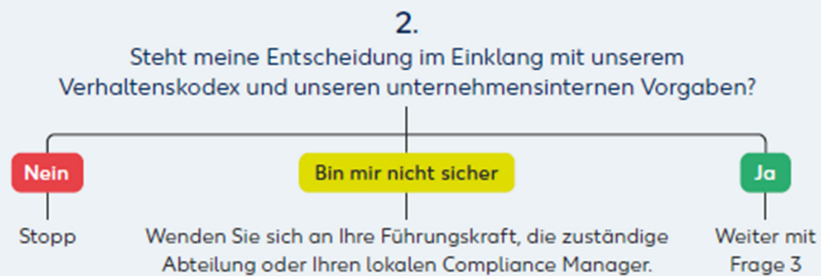 2.
Steht meine Entscheidung im Einklang mit unserem
Verhaltenskodex und unseren unternehmensinternen Vorgaben?
Nein
Bin mir nicht sicher
Ja
Stopp
Wenden Sie sich an Ihre Führungskraft, die zuständige
Abteilung oder Ihren lokalen Compliance Manager.
Weiter mit
Frage 3